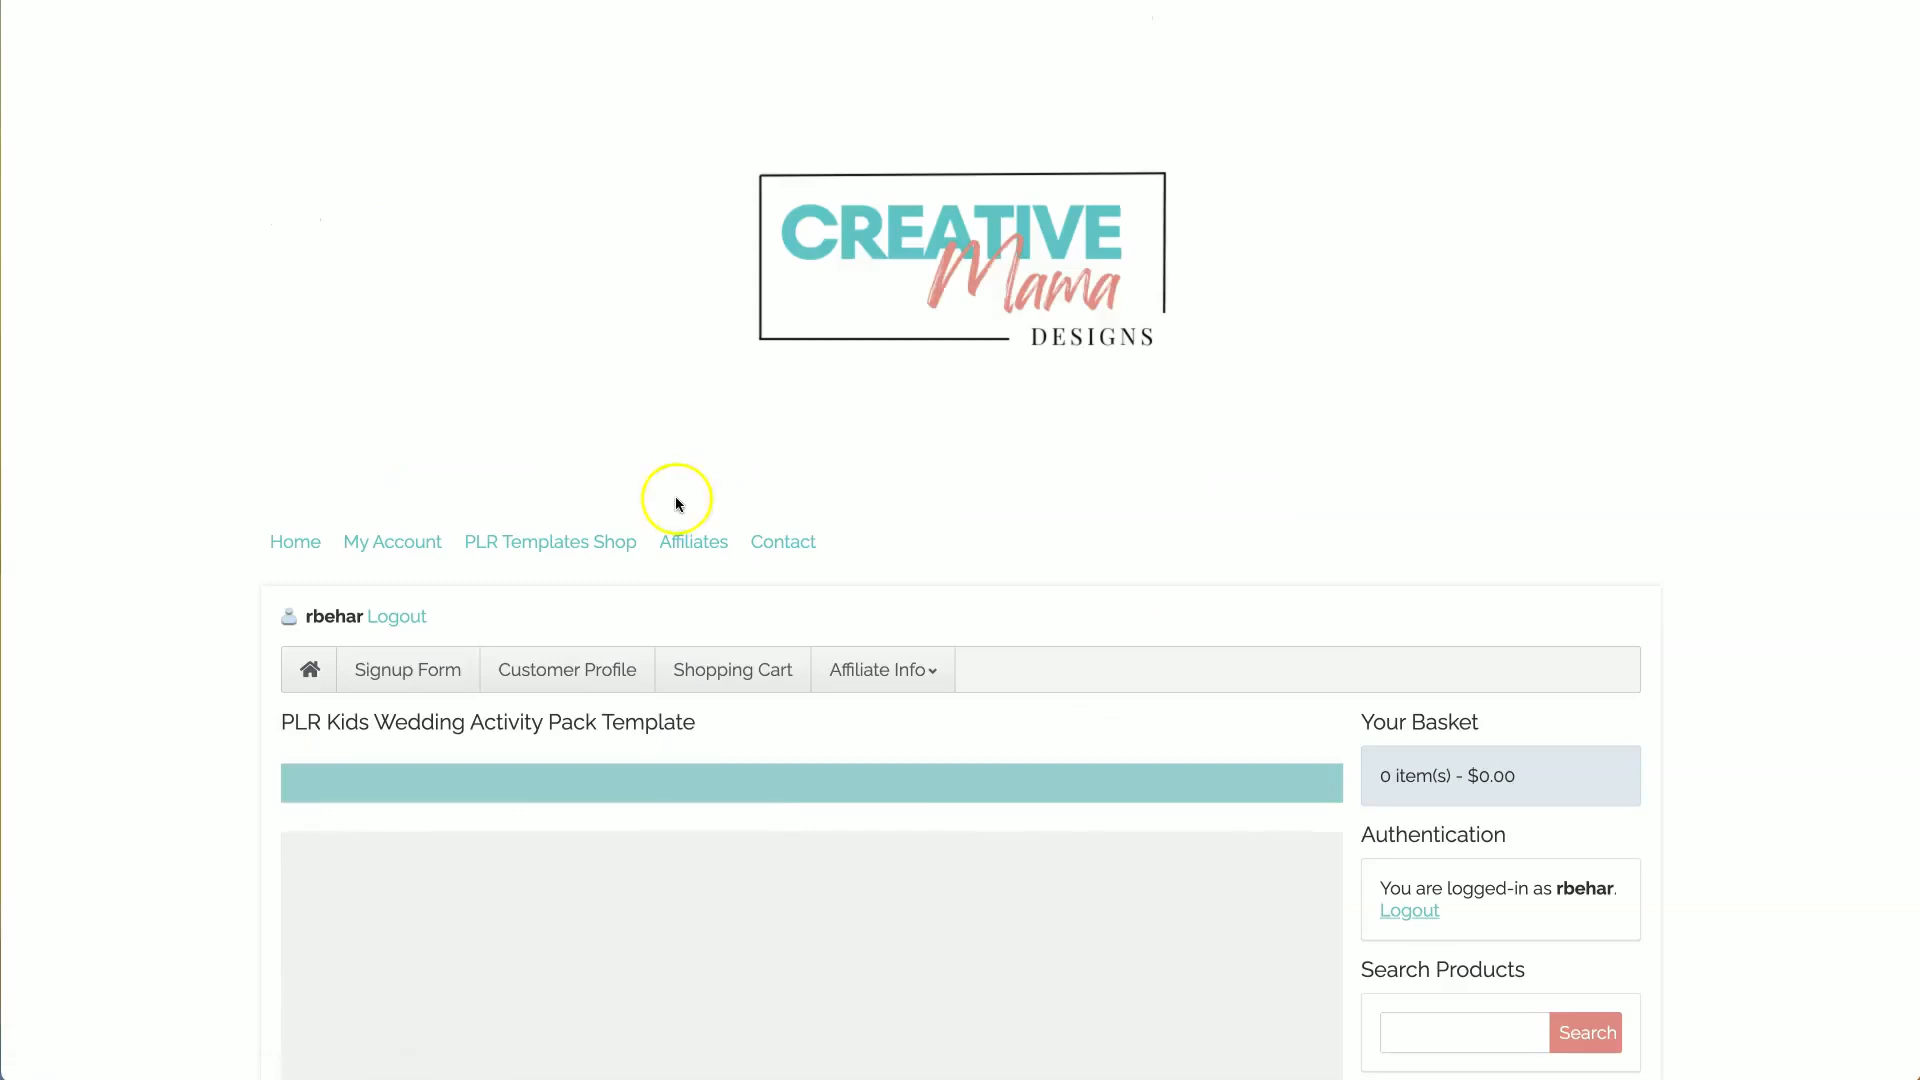 CREATIVE
Mama
DESIGNS
Home My Account PLR Templates Shop Affiliates Contact
rbehar Logout
Signup Form Customer Profile Shopping Cart Affiliate Info
PLR Kids Wedding Activity Pack Template
Your Basket
0 item(s) - $0.00
Authentication
You are logged-in as rbehar.
Logout
Search Products
Search